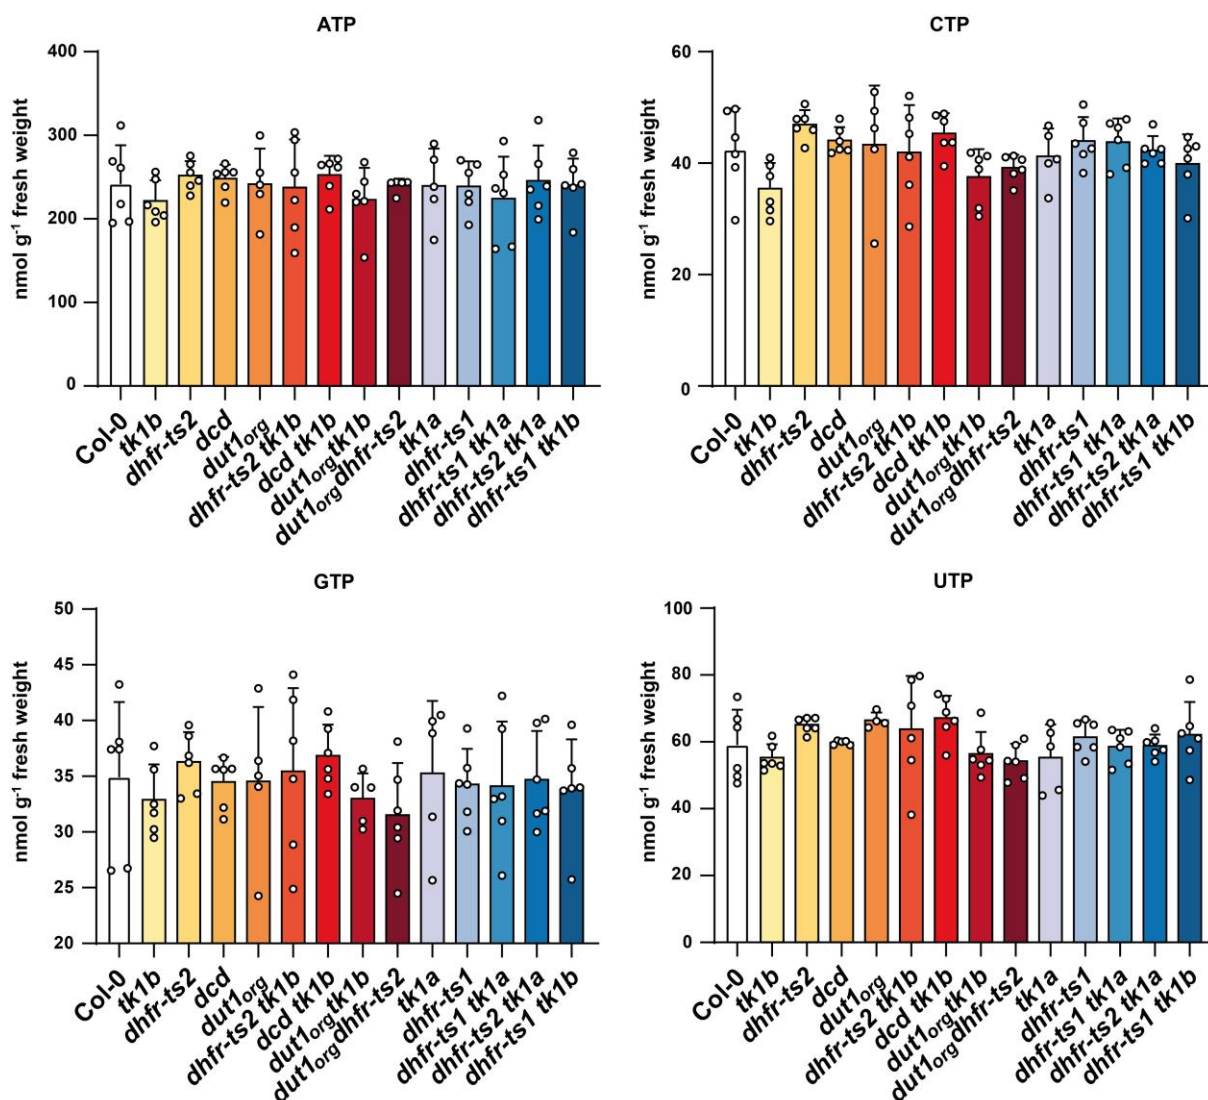 ATP
nmol g⁻¹ fresh weight
400
300
200
100
0
Col-0
tk1b
dhfr-ts2
dcd
dut1org
dhfr-ts2 tk1b
dcd tk1b
dut1org tk1b
dut1org dhfr-ts2
tk1a
dhfr-ts1
dhfr-ts1 tk1a
dhfr-ts2 tk1a
dhfr-ts1 tk1b
CTP
nmol g⁻¹ fresh weight
60
40
20
0
Col-0
tk1b
dhfr-ts2
dcd
dut1org
dhfr-ts2 tk1b
dcd tk1b
dut1org tk1b
dut1org dhfr-ts2
tk1a
dhfr-ts1
dhfr-ts1 tk1a
dhfr-ts2 tk1a
dhfr-ts1 tk1b
GTP
nmol g⁻¹ fresh weight
50
45
40
35
30
25
20
Col-0
tk1b
dhfr-ts2
dcd
dut1org
dhfr-ts2 tk1b
dcd tk1b
dut1org tk1b
dut1org dhfr-ts2
tk1a
dhfr-ts1
dhfr-ts1 tk1a
dhfr-ts2 tk1a
dhfr-ts1 tk1b
UTP
nmol g⁻¹ fresh weight
100
80
60
40
20
0
Col-0
tk1b
dhfr-ts2
dcd
dut1org
dhfr-ts2 tk1b
dcd tk1b
dut1org tk1b
dut1org dhfr-ts2
tk1a
dhfr-ts1
dhfr-ts1 tk1a
dhfr-ts2 tk1a
dhfr-ts1 tk1b